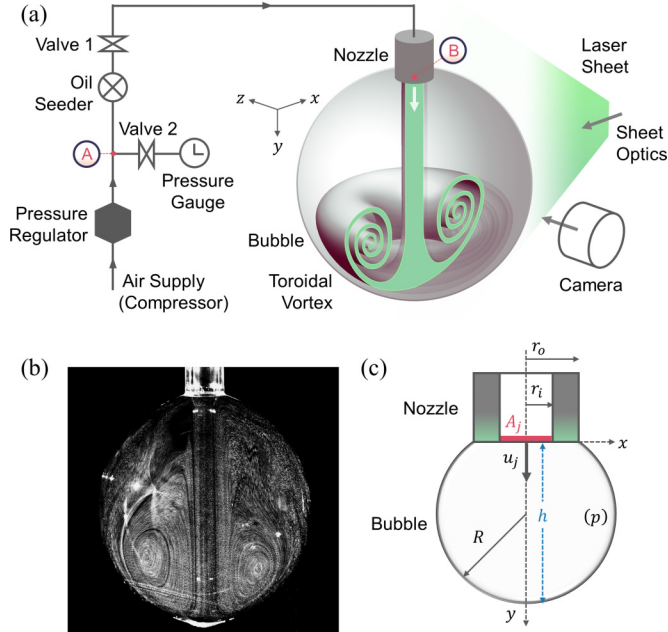 (a)
Valve 1
Oil
Seeder
Valve 2
A
Pressure
Gauge
Pressure
Regulator
Air Supply
(Compressor)
Nozzle
B
z
x
y
Laser
Sheet
Sheet
Optics
Bubble
Toroidal
Vortex
Camera
(b)
(c)
r_o
r_i
Nozzle
A_j
x
u_j
h
(p)
Bubble
R
y